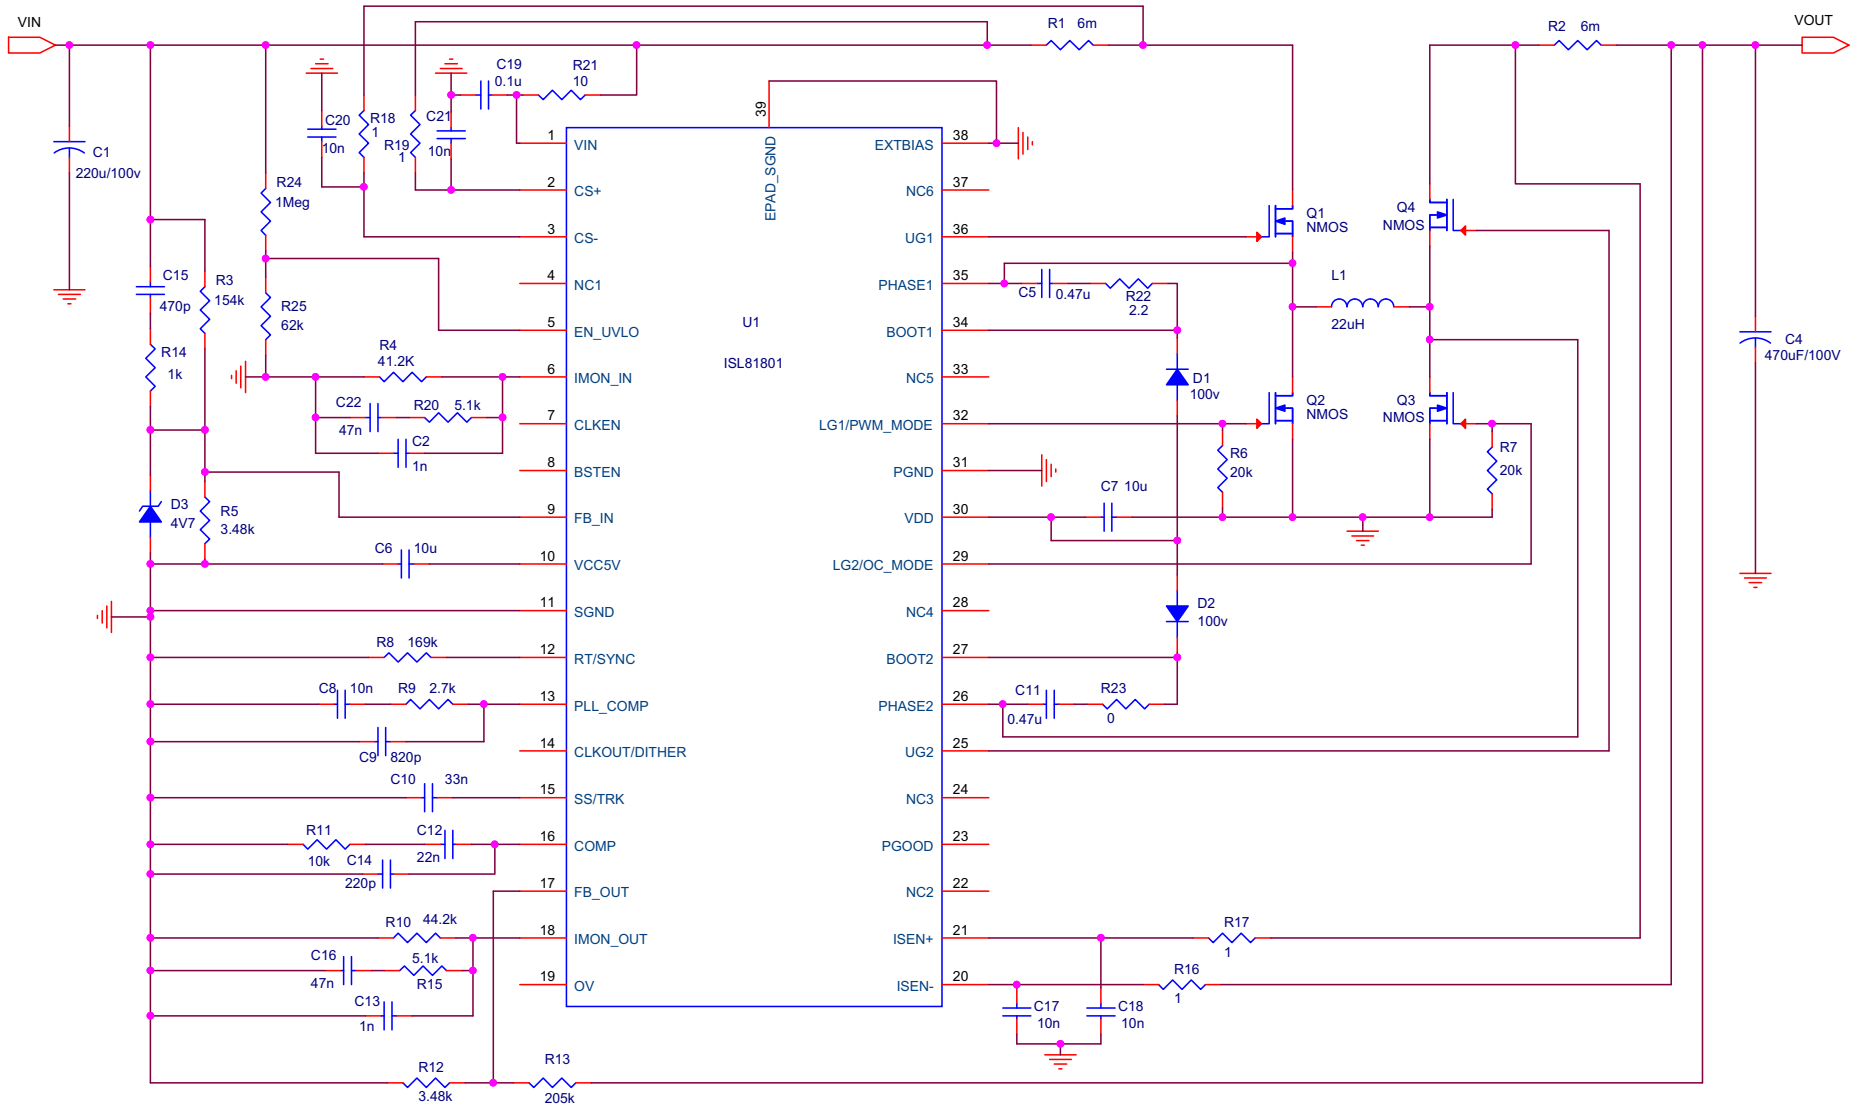 VIN
VOUT
R1 6m
R2 6m
C19
0.1u
R21
10
C20
10n
R18
1
R19
1
C21
10n
39
EPAD_SGND
C1
220u/100v
R24
1Meg
R25
62k
C15
470p
R3
154k
R14
1k
R4
41.2K
C22
47n
R20 5.1k
C2
1n
D3
4V7
R5
3.48k
C6 10u
R8 169k
C8 10n
R9 2.7k
C9 820p
C10 33n
R11
10k
C12
22n
C14
220p
R10 44.2k
C16
47n
5.1k
R15
C13
1n
R12
3.48k
R13
205k
U1
ISL81801
1 VIN
2 CS+
3 CS-
4 NC1
5 EN_UVLO
6 IMON_IN
7 CLKEN
8 BSTEN
9 FB_IN
10 VCC5V
11 SGND
12 RT/SYNC
13 PLL_COMP
14 CLKOUT/DITHER
15 SS/TRK
16 COMP
17 FB_OUT
18 IMON_OUT
19 OV
EXTBIAS 38
NC6 37
UG1 36
PHASE1 35
BOOT1 34
NC5 33
LG1/PWM_MODE 32
PGND 31
VDD 30
LG2/OC_MODE 29
NC4 28
BOOT2 27
PHASE2 26
UG2 25
NC3 24
PGOOD 23
NC2 22
ISEN+ 21
ISEN- 20
Q1
NMOS
Q4
NMOS
C5 0.47u
R22
2.2
L1
22uH
D1
100v
Q2
NMOS
Q3
NMOS
R6
20k
R7
20k
C7 10u
C4
470uF/100V
D2
100v
C11
0.47u
R23
0
R17
1
R16
1
C17
10n
C18
10n